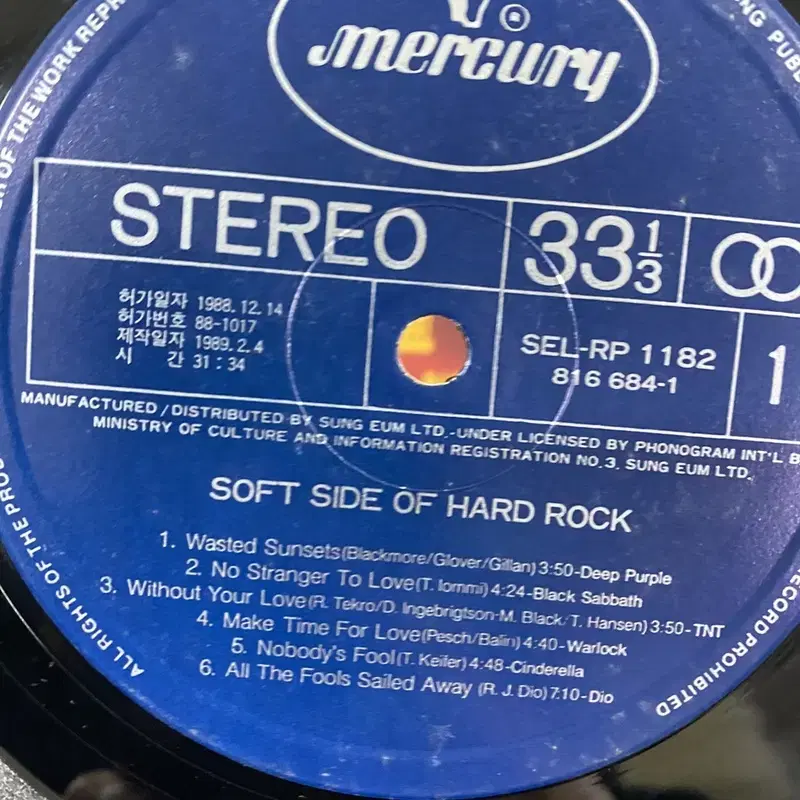 ® mercury
STEREO
33 1/3
허가일자 1988.12.14
허가번호 88-1017
제작일자 1989.2.4
시 간 31:34
SEL-RP 1182
816 684-1
1
MANUFACTURED/DISTRIBUTED BY SUNG EUM LTD.-UNDER LICENSED BY PHONOGRAM INT'L B
MINISTRY OF CULTURE AND INFORMATION REGISTRATION NO.3. SUNG EUM LTD.
SOFT SIDE OF HARD ROCK
1. Wasted Sunsets(Blackmore/Glover/Gillan)3:50-Deep Purple
2. No Stranger To Love(T. Iommi)4:24-Black Sabbath
3. Without Your Love(R. Tekro/D. Ingebrigtson-M. Black/T. Hansen)3:50-TNT
4. Make Time For Love(Pesch/Balin)4:40-Warlock
5. Nobody's Fool(T. Keifer)4:48-Cinderella
6. All The Fools Sailed Away (R. J. Dio)7:10-Dio
ALL RIGHTS OF THE PROD
OF THE WORK REPR
PUB
RECORD PROHIBITED